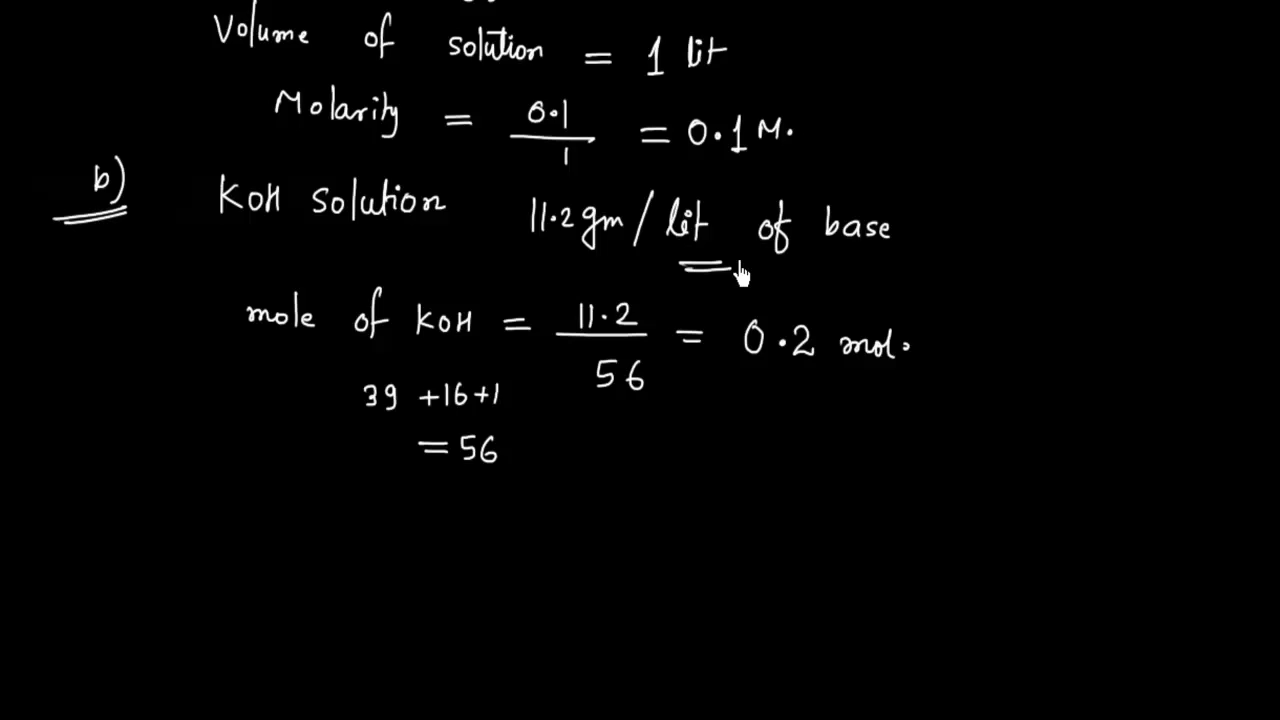 Volume of solution = 1 lit
Molarity = 0.1 / 1 = 0.1 M.
b) KOH solution 11.2 gm / lit of base
mole of KOH = 11.2 / 56 = 0.2 mol.
39 + 16 + 1
= 56